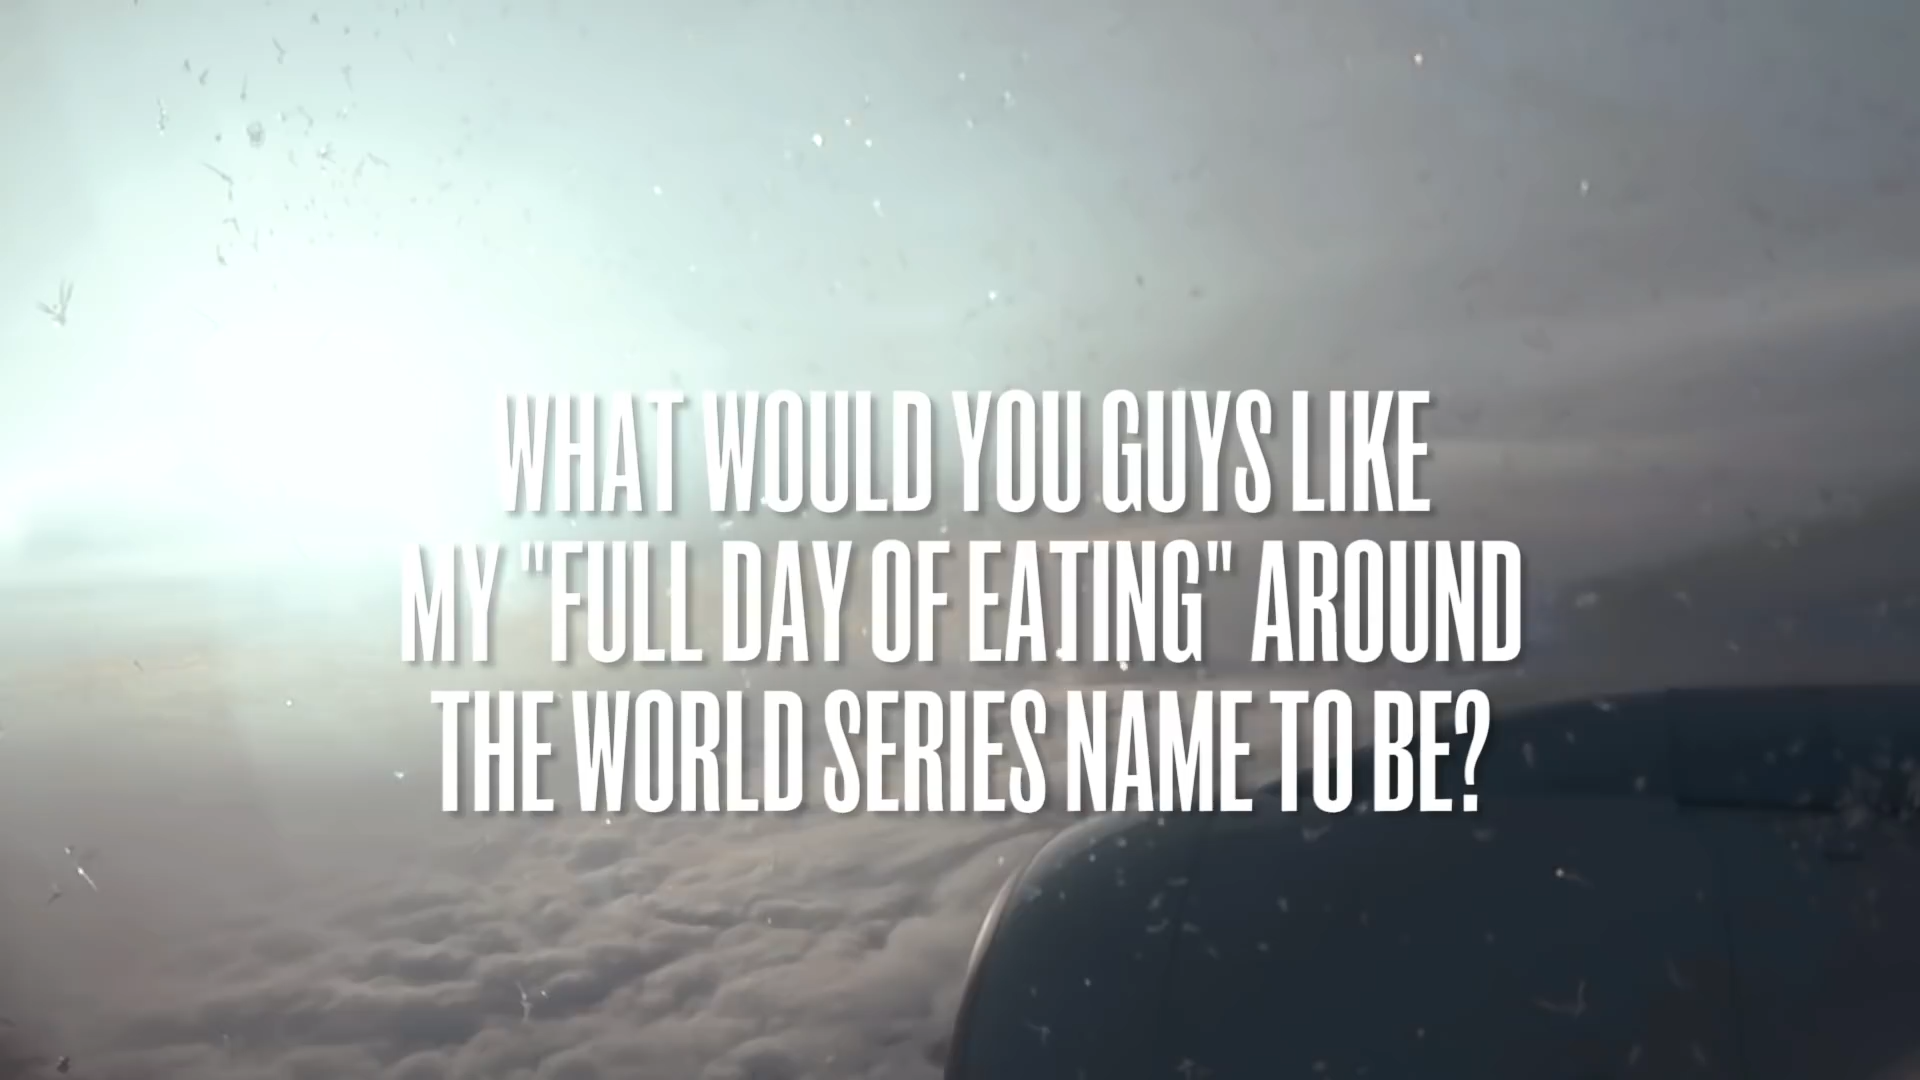 WHAT WOULD YOU GUYS LIKE
MY "FULL DAY OF EATING" AROUND
THE WORLD SERIES NAME TO BE?